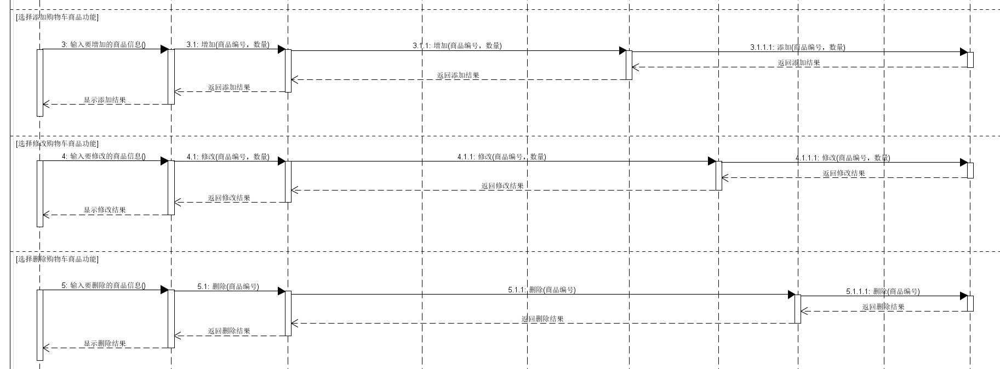 [选择添加购物车商品功能]
3: 输入要增加的商品信息()
3.1: 增加(商品编号，数量)
3.1.1: 增加(商品编号，数量)
3.1.1.1: 添加(商品编号，数量)
返回添加结果
返回添加结果
返回添加结果
显示添加结果
[选择修改购物车商品功能]
4: 输入要修改的商品信息()
4.1: 修改(商品编号，数量)
4.1.1: 修改(商品编号，数量)
4.1.1.1: 修改(商品编号，数量)
返回修改结果
返回修改结果
返回修改结果
显示修改结果
[选择删除购物车商品功能]
5: 输入要删除的商品信息()
5.1: 删除(商品编号)
5.1.1: 删除(商品编号)
5.1.1.1: 删除(商品编号)
返回删除结果
返回删除结果
返回删除结果
显示删除结果